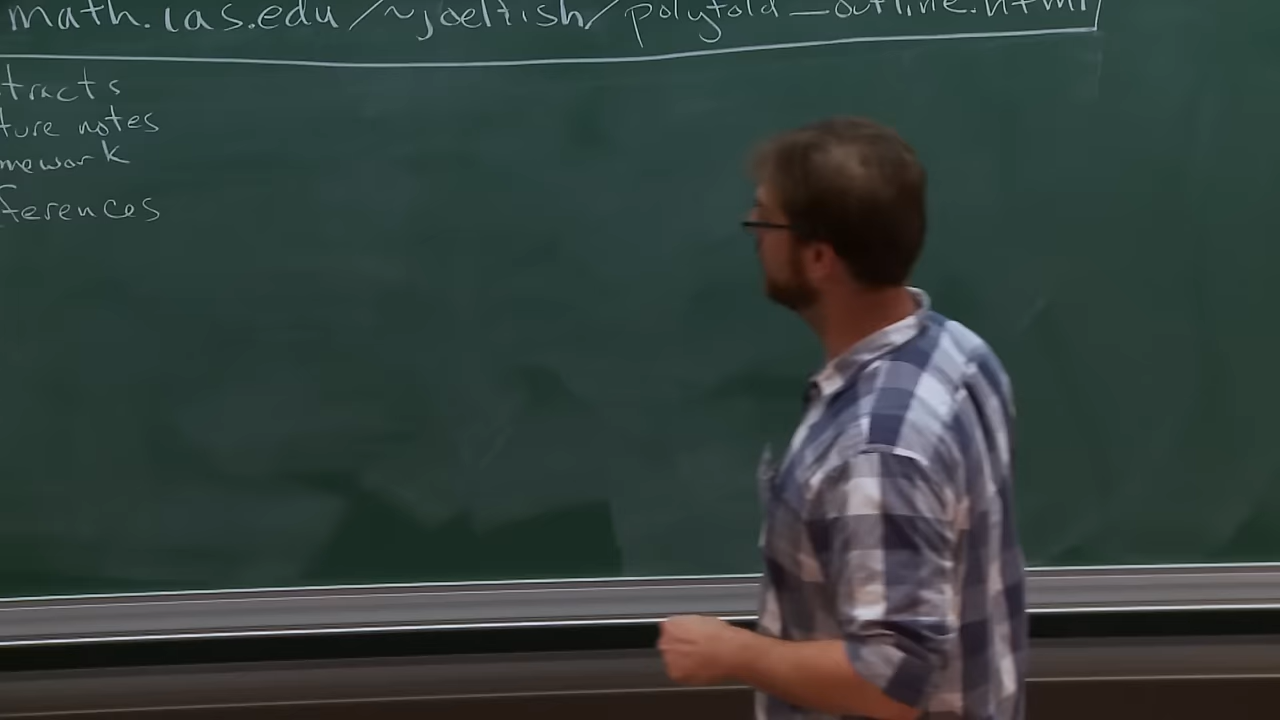 math.ias.edu/~joelfish/polyfold_outline.html
tracts
ture notes
mework
ferences